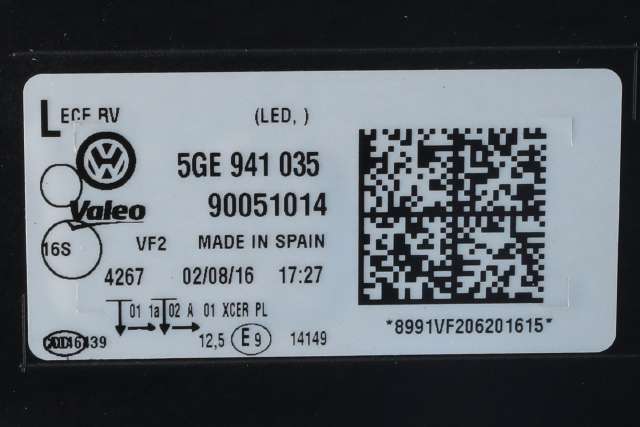 L ECE RV (LED, )
5GE 941 035
Valeo 90051014
16S VF2 MADE IN SPAIN
4267 02/08/16 17:27
01 1a 02 A 01 XCER PL
12,5 E9 14149
*8991VF206201615*